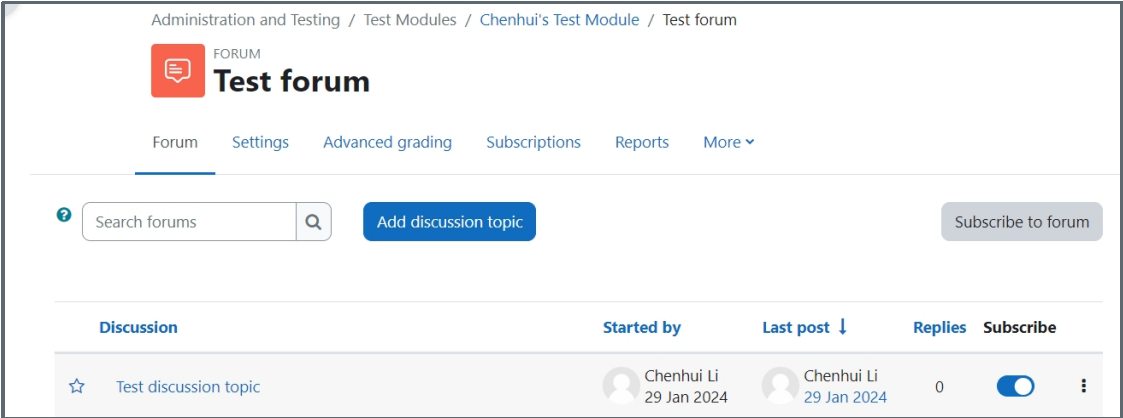 Administration and Testing / Test Modules / Chenhui's Test Module / Test forum
FORUM
Test forum
Forum Settings Advanced grading Subscriptions Reports More
? Search forums Add discussion topic Subscribe to forum
Discussion Started by Last post ↓ Replies Subscribe
Test discussion topic Chenhui Li Chenhui Li 0
29 Jan 2024 29 Jan 2024